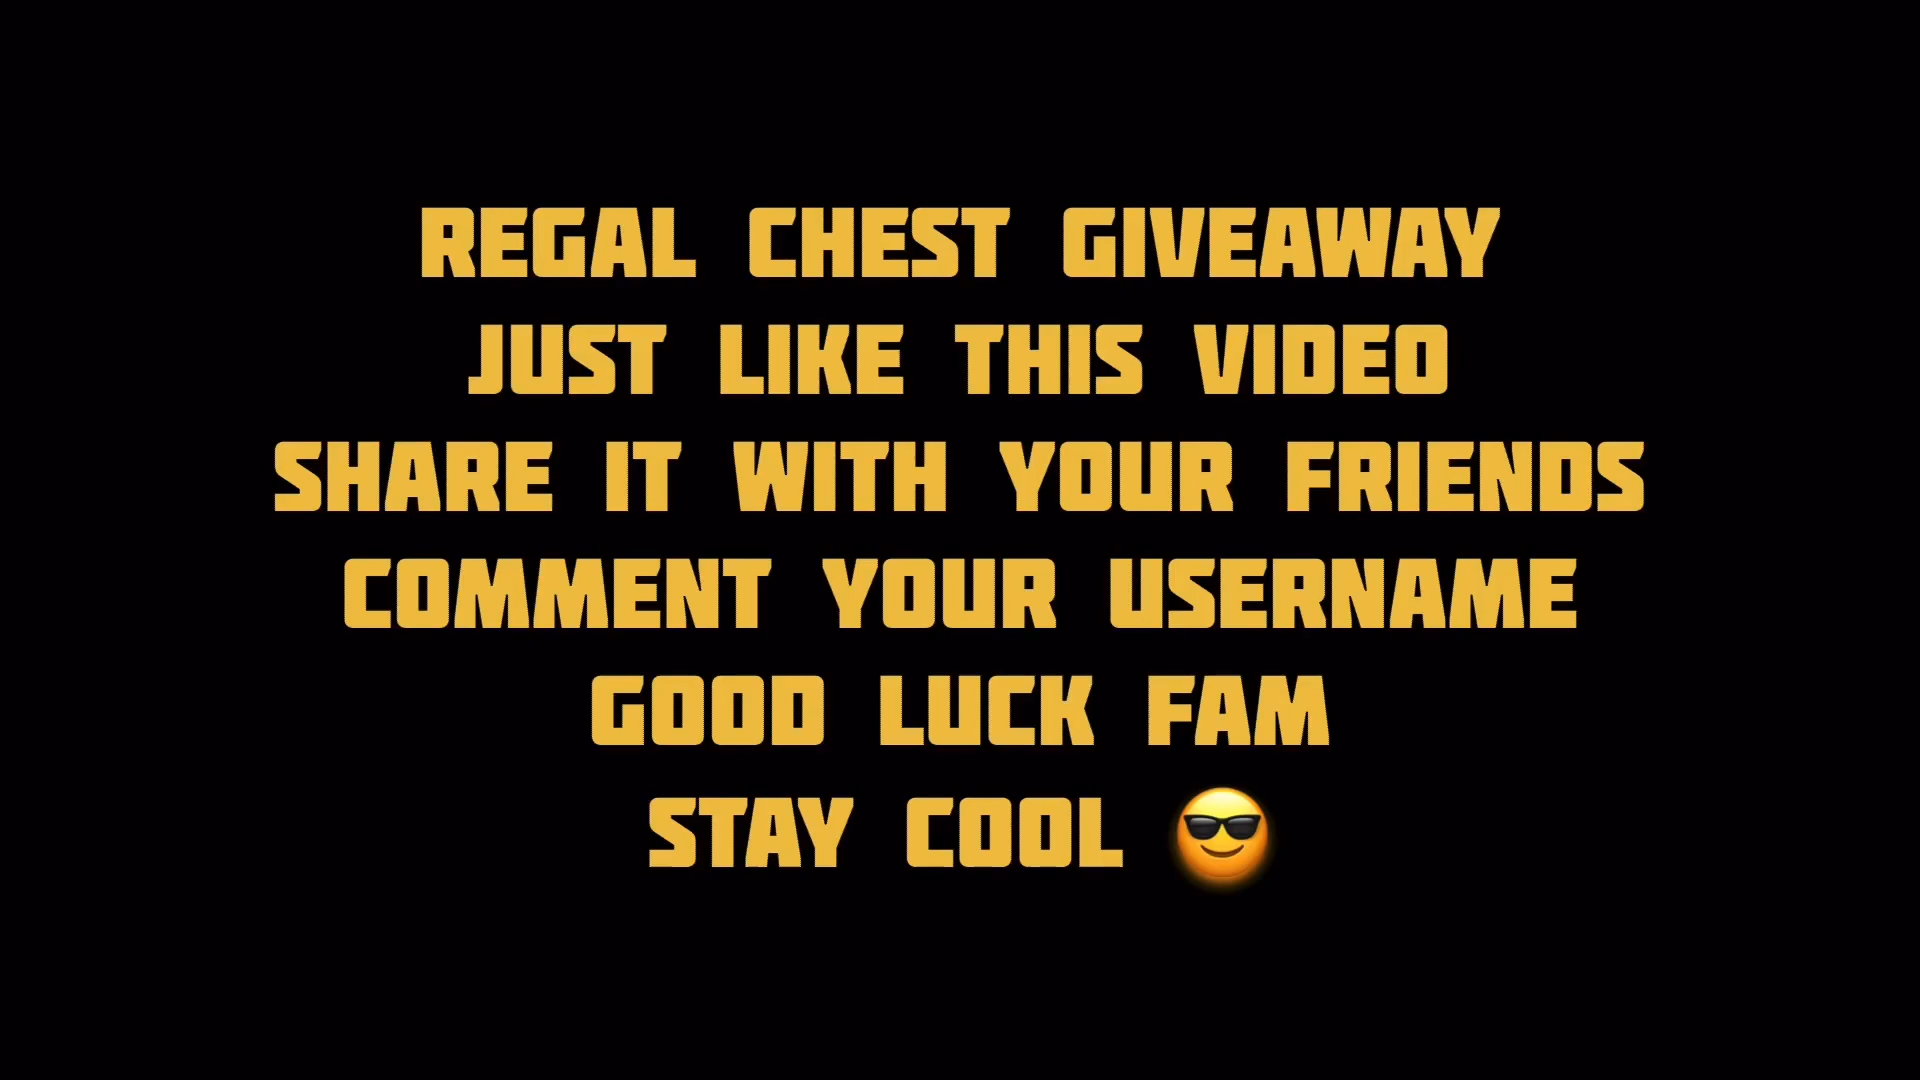 REGAL CHEST GIVEAWAY
JUST LIKE THIS VIDEO
SHARE IT WITH YOUR FRIENDS
COMMENT YOUR USERNAME
GOOD LUCK FAM
STAY COOL 😎